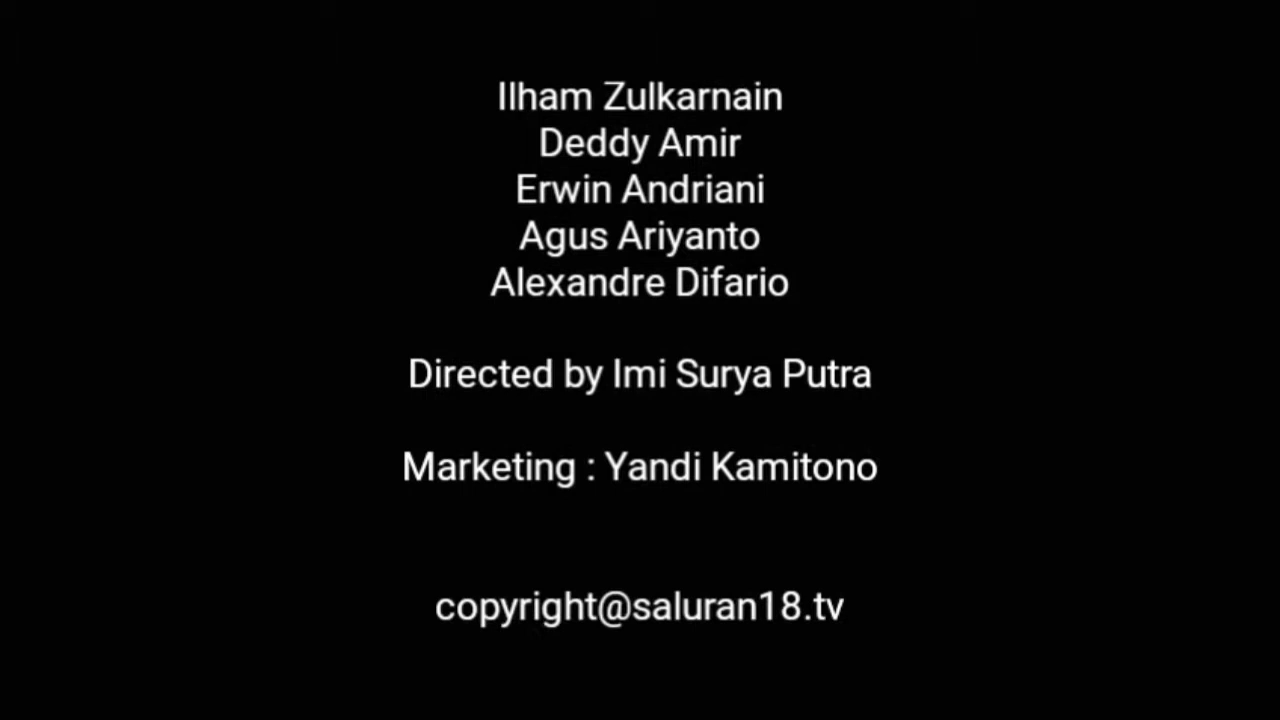 Ilham Zulkarnain
Deddy Amir
Erwin Andriani
Agus Ariyanto
Alexandre Difario
Directed by Imi Surya Putra
Marketing : Yandi Kamitono
copyright@saluran18.tv